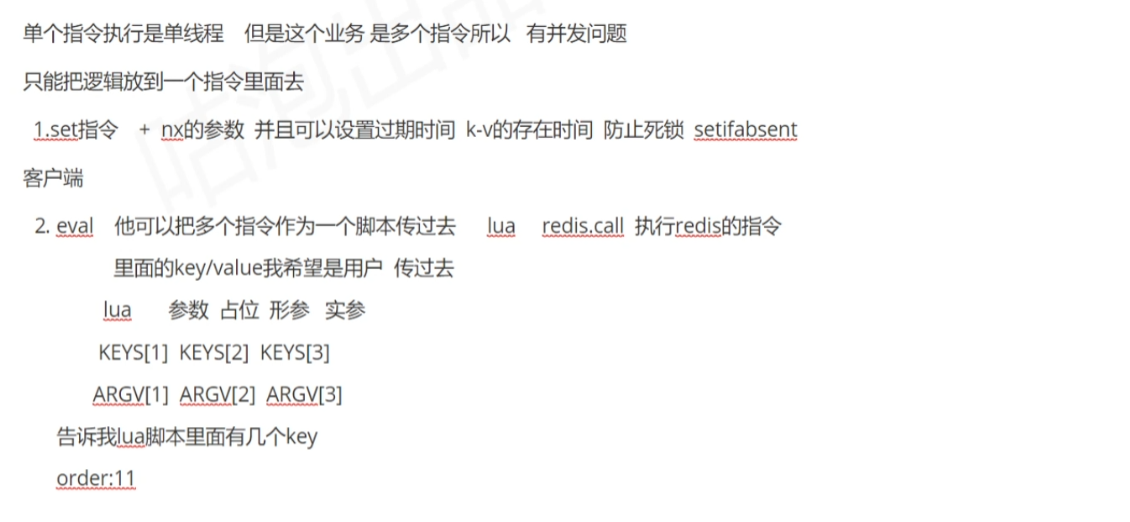 单个指令执行是单线程 但是这个业务 是多个指令所以 有并发问题
只能把逻辑放到一个指令里面去
1.set指令 + nx的参数 并且可以设置过期时间 k-v的存在时间 防止死锁 setifabsent
客户端
2. eval 他可以把多个指令作为一个脚本传过去 lua redis.call 执行redis的指令
里面的key/value我希望是用户 传过去
lua 参数 占位 形参 实参
KEYS[1] KEYS[2] KEYS[3]
ARGV[1] ARGV[2] ARGV[3]
告诉我lua脚本里面有几个key
order:11